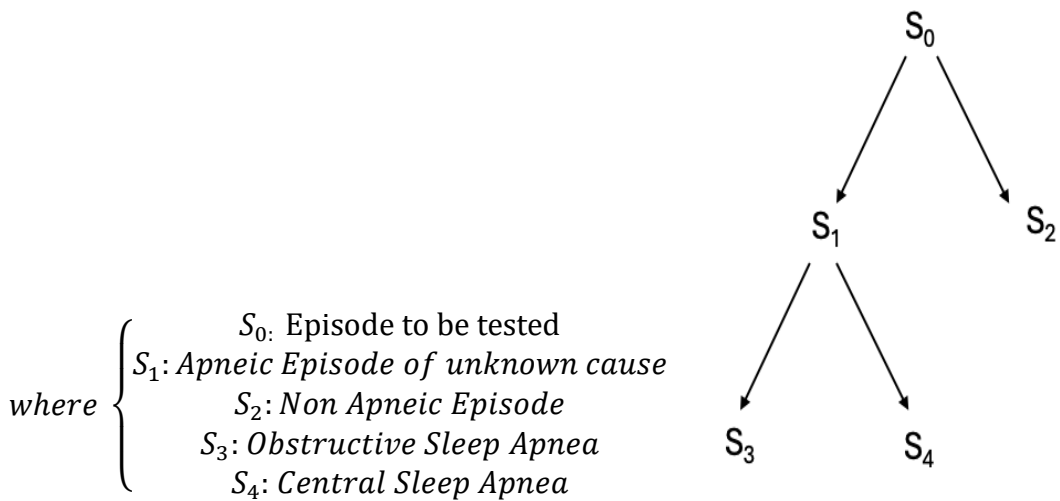 S₀
S₁
S₂
S₃
S₄
where
S₀: Episode to be tested
S₁: Apneic Episode of unknown cause
S₂: Non Apneic Episode
S₃: Obstructive Sleep Apnea
S₄: Central Sleep Apnea